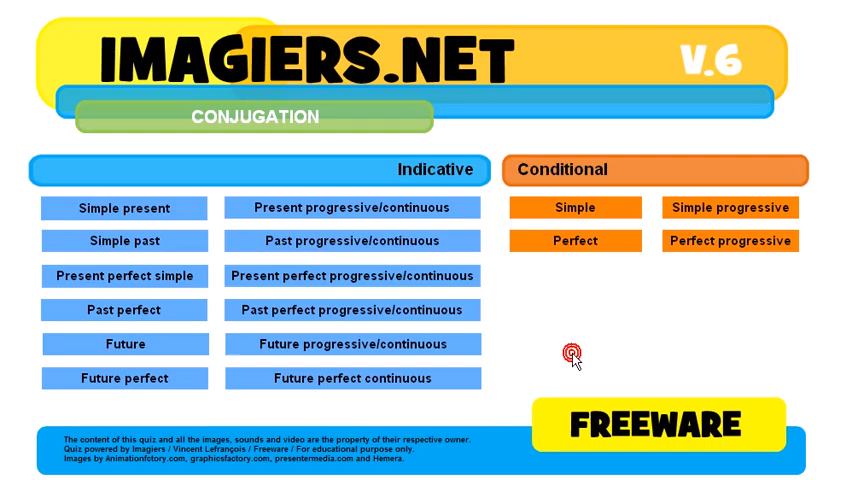 IMAGIERS.NET V.6
CONJUGATION
Indicative Conditional
Simple present Present progressive/continuous Simple Simple progressive
Simple past Past progressive/continuous Perfect Perfect progressive
Present perfect simple Present perfect progressive/continuous
Past perfect Past perfect progressive/continuous
Future Future progressive/continuous
Future perfect Future perfect continuous
FREEWARE
The content of this quiz and all the images, sounds and video are the property of their respective owner.
Quiz powered by Imagiers / Vincent Lefrançois / Freeware / For educational purpose only.
Images by Animationfctory.com, graphicsfactory.com, presentermedia.com and Hemera.